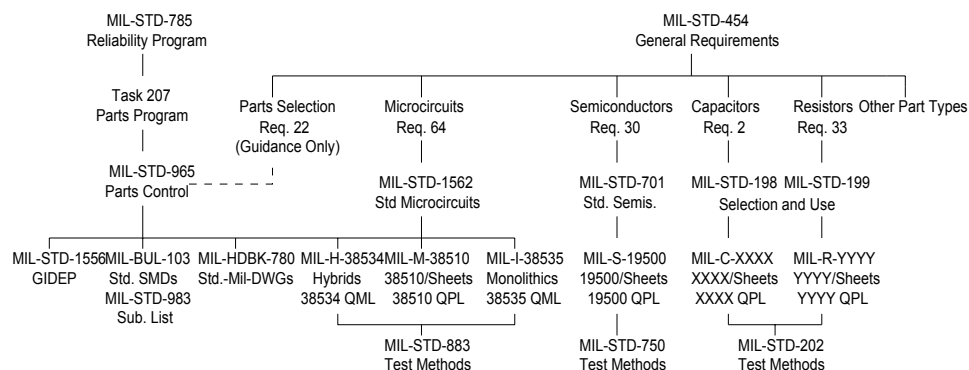 MIL-STD-785
Reliability Program
MIL-STD-454
General Requirements
Task 207
Parts Program
Parts Selection
Req. 22
(Guidance Only)
Microcircuits
Req. 64
Semiconductors
Req. 30
Capacitors
Req. 2
Resistors
Req. 33
Other Part Types
MIL-STD-965
Parts Control
MIL-STD-1562
Std Microcircuits
MIL-STD-701
Std. Semis.
MIL-STD-198
MIL-STD-199
Selection and Use
MIL-STD-1556
GIDEP
MIL-BUL-103
Std. SMDs
MIL-STD-983
Sub. List
MIL-HDBK-780
Std.-Mil-DWGs
MIL-H-38534
Hybrids
38534 QML
MIL-M-38510
38510/Sheets
38510 QPL
MIL-I-38535
Monolithics
38535 QML
MIL-S-19500
19500/Sheets
19500 QPL
MIL-C-XXXX
XXXX/Sheets
XXXX QPL
MIL-R-YYYY
YYYY/Sheets
YYYY QPL
MIL-STD-883
Test Methods
MIL-STD-750
Test Methods
MIL-STD-202
Test Methods